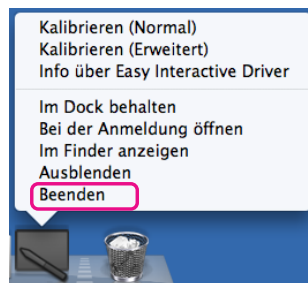 Kalibrieren (Normal)
Kalibrieren (Erweitert)
Info über Easy Interactive Driver
Im Dock behalten
Bei der Anmeldung öffnen
Im Finder anzeigen
Ausblenden
Beenden